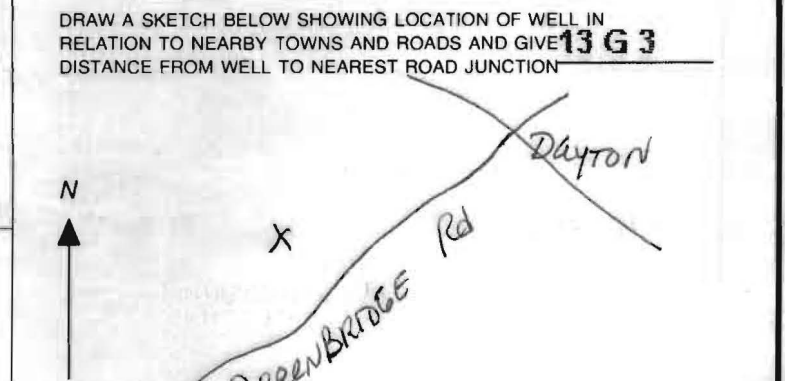 DRAW A SKETCH BELOW SHOWING LOCATION OF WELL IN
RELATION TO NEARBY TOWNS AND ROADS AND GIVE 13 G 3
DISTANCE FROM WELL TO NEAREST ROAD JUNCTION
DAYTON
N
X
Rd
GREENBRIDGE